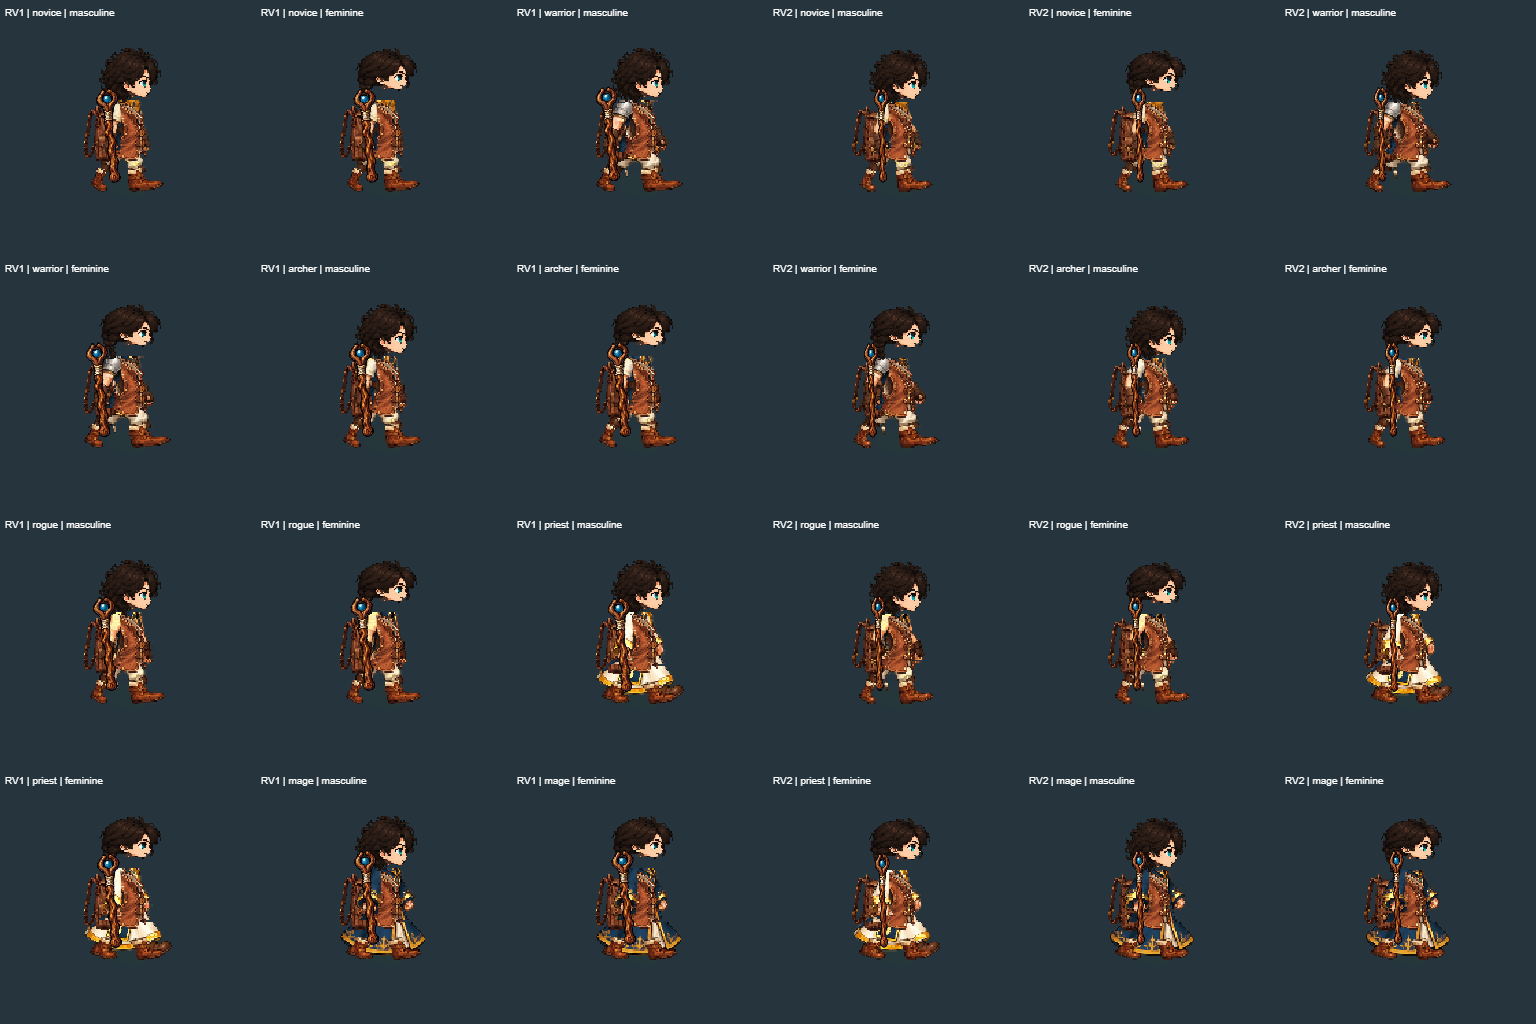 RV1 | novice | masculine
RV1 | novice | feminine
RV1 | warrior | masculine
RV2 | novice | masculine
RV2 | novice | feminine
RV2 | warrior | masculine
RV1 | warrior | feminine
RV1 | archer | masculine
RV1 | archer | feminine
RV2 | warrior | feminine
RV2 | archer | masculine
RV2 | archer | feminine
RV1 | rogue | masculine
RV1 | rogue | feminine
RV1 | priest | masculine
RV2 | rogue | masculine
RV2 | rogue | feminine
RV2 | priest | masculine
RV1 | priest | feminine
RV1 | mage | masculine
RV1 | mage | feminine
RV2 | priest | feminine
RV2 | mage | masculine
RV2 | mage | feminine